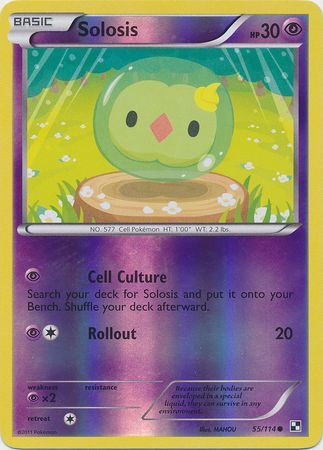 BASIC
Solosis HP30
NO. 577 Cell Pokémon HT. 1'00" WT. 2.2 lbs.
Cell Culture
Search your deck for Solosis and put it onto your
Bench. Shuffle your deck afterward.
Rollout 20
weakness resistance
×2
retreat
Because their bodies are
enveloped in a special
liquid, they can survive in any
environment.
©2011 Pokémon
Illus. MAHOU
55/114